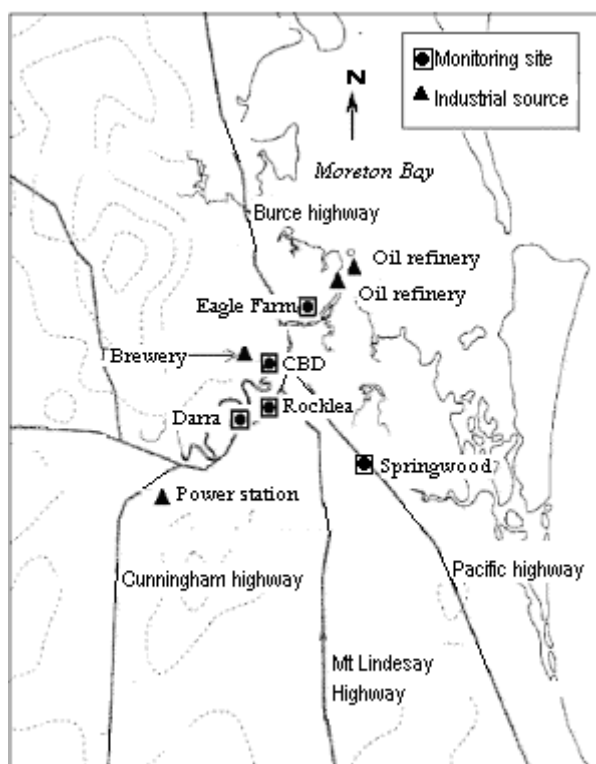 Monitoring site
Industrial source
N
Moreton Bay
Burce highway
Oil refinery
Oil refinery
Eagle Farm
Brewery
CBD
Rocklea
Darra
Springwood
Power station
Cunningham highway
Pacific highway
Mt Lindesay
Highway